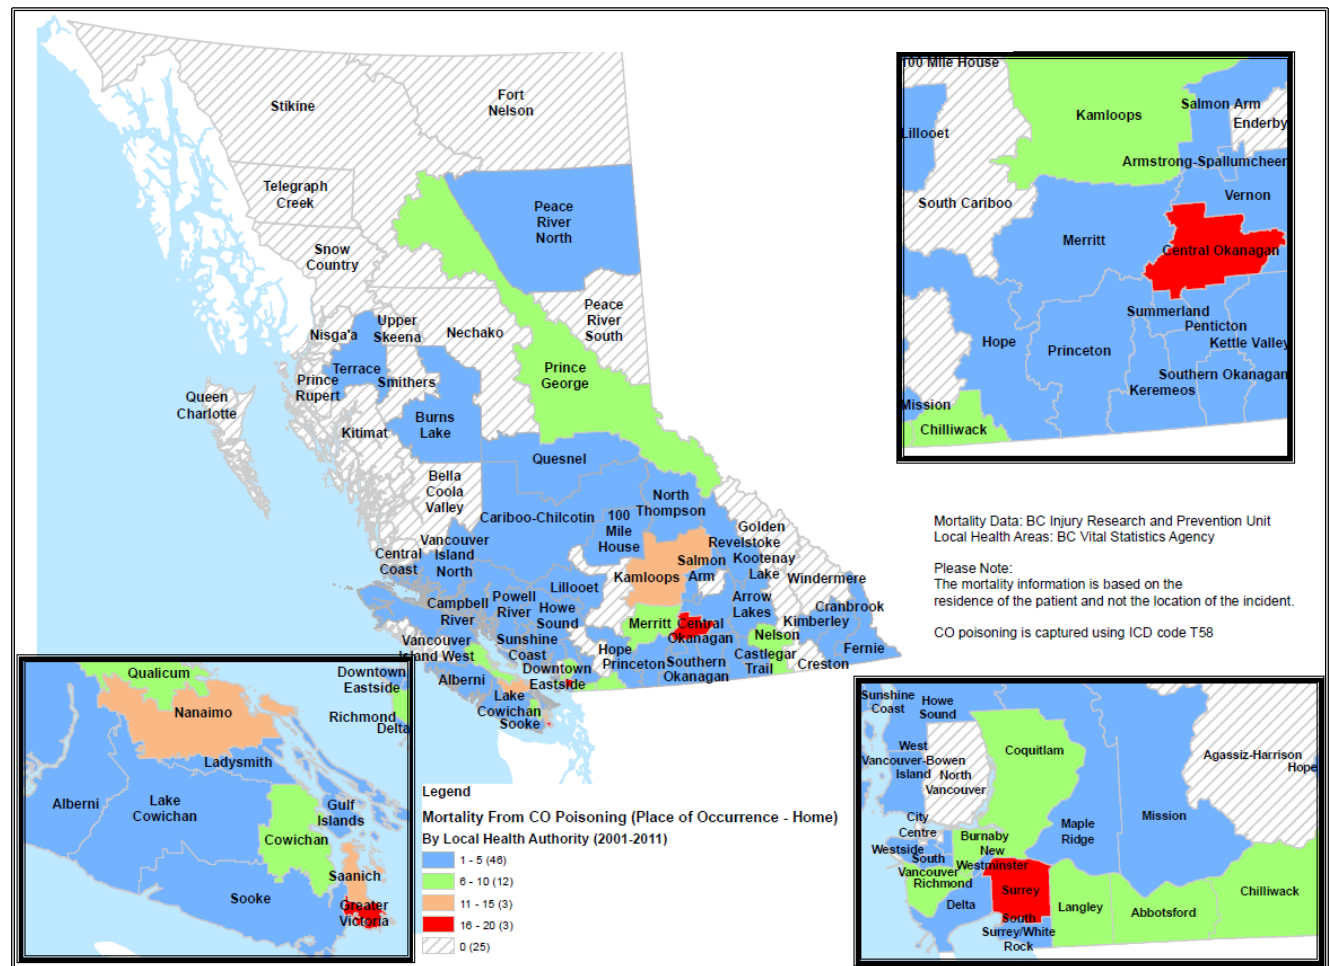 Stikine
Fort
Nelson
Telegraph
Creek
Snow
Country
Peace
River
North
Peace
River
South
Nisga'a
Upper
Skeena
Nechako
Terrace
Prince
Rupert
Smithers
Prince
George
Queen
Charlotte
Kitimat
Burns
Lake
Quesnel
Bella
Coola
Valley
North
Thompson
Cariboo-Chilcotin
100
Mile
House
Golden
Revelstoke
Kootenay
Lake
Windermere
Vancouver
Island
North
Central
Coast
Salmon
Arm
Kamloops
Lillooet
Arrow
Lakes
Cranbrook
Kimberley
Campbell
River
Powell
River
Howe
Sound
Merritt
Central
Okanagan
Nelson
Fernie
Vancouver
Island West
Sunshine
Coast
Hope
Princeton
Southern
Okanagan
Castlegar
Trail
Creston
Alberni
Downtown
Eastside
Lake
Cowichan
Sooke
100 Mile House
Kamloops
Salmon Arm
Enderby
Lillooet
Armstrong-Spallumcheen
South Cariboo
Vernon
Merritt
Central Okanagan
Summerland
Penticton
Kettle Valley
Hope
Princeton
Southern Okanagan
Keremeos
Mission
Chilliwack
Mortality Data: BC Injury Research and Prevention Unit
Local Health Areas: BC Vital Statistics Agency
Please Note:
The mortality information is based on the
residence of the patient and not the location of the incident.
CO poisoning is captured using ICD code T58
Qualicum
Downtown
Eastside
Nanaimo
Richmond
Delta
Ladysmith
Alberni
Lake
Cowichan
Gulf
Islands
Cowichan
Saanich
Sooke
Greater
Victoria
Legend
Mortality From CO Poisoning (Place of Occurrence - Home)
By Local Health Authority (2001-2011)
1 - 5 (46)
6 - 10 (12)
11 - 15 (3)
16 - 20 (3)
0 (25)
Sunshine
Coast
Howe
Sound
West
Vancouver-Bowen
Island
North
Vancouver
Coquitlam
Agassiz-Harrison
Hope
City
Centre
Burnaby
New
Westminster
Maple
Ridge
Mission
Westside
South
Vancouver
Richmond
Surrey
Delta
Langley
Abbotsford
Chilliwack
South
Surrey/White
Rock